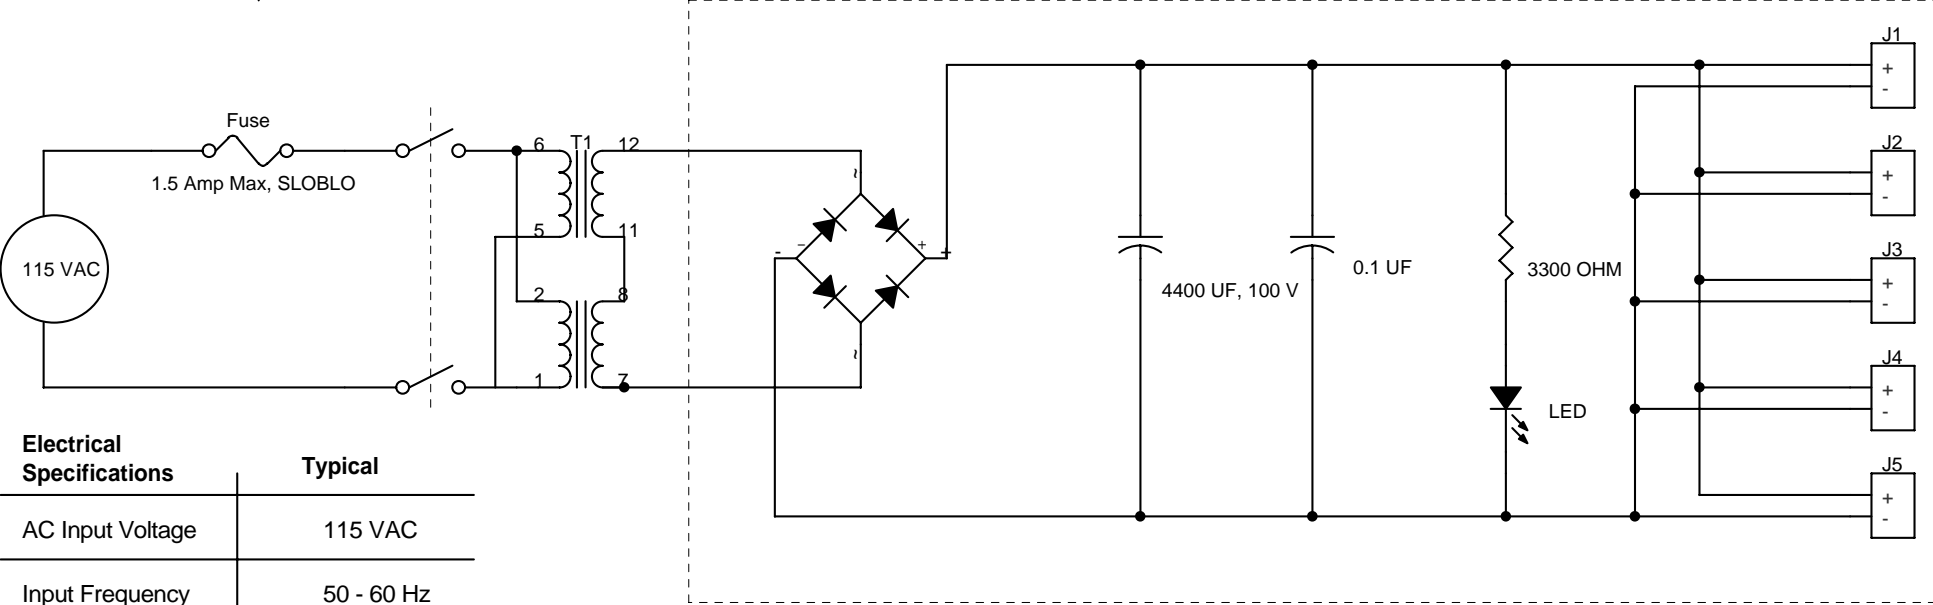 J1
+
-
Fuse
6
T1
12
J2
1.5 Amp Max, SLOBLO
~
+
-
5
11
- − + +
J3
115 VAC
0.1 UF
3300 OHM
+
-
2
8
4400 UF, 100 V
~
J4
1
7
+
-
LED
Electrical
Specifications
Typical
J5
+
-
AC Input Voltage
115 VAC
Input Frequency
50 - 60 Hz